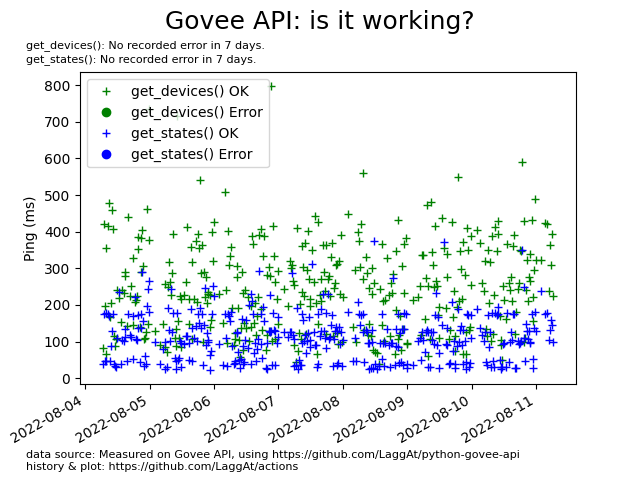 Govee API: is it working?
get_devices(): No recorded error in 7 days.
get_states(): No recorded error in 7 days.
get_devices() OK
get_devices() Error
get_states() OK
get_states() Error
Ping (ms)
800
700
600
500
400
300
200
100
0
2022-08-04
2022-08-05
2022-08-06
2022-08-07
2022-08-08
2022-08-09
2022-08-10
2022-08-11
data source: Measured on Govee API, using https://github.com/LaggAt/python-govee-api
history & plot: https://github.com/LaggAt/actions